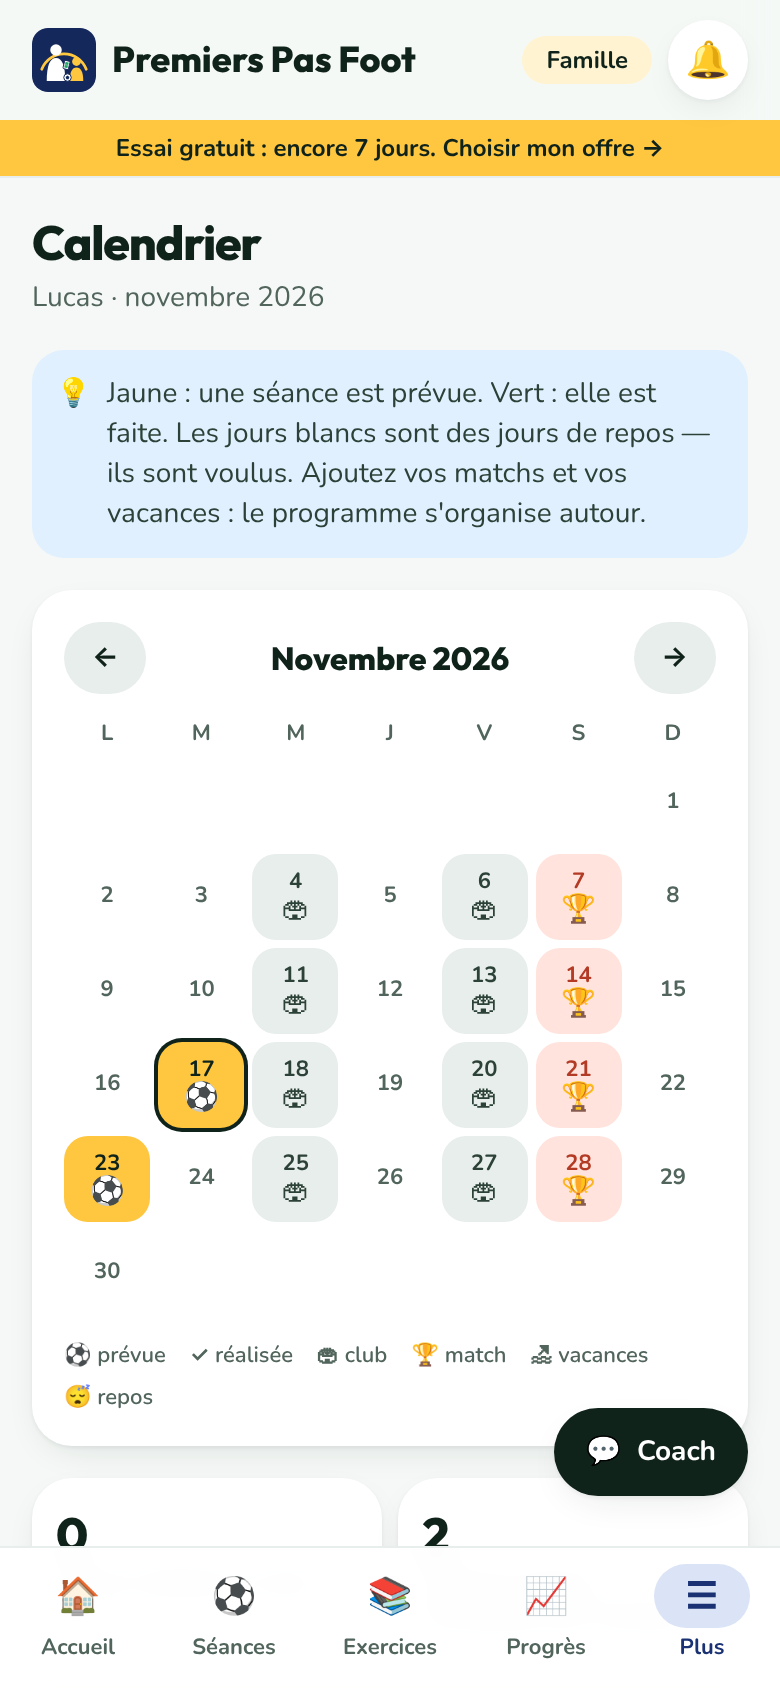 Premiers Pas Foot
Famille
Essai gratuit : encore 7 jours. Choisir mon offre →
Calendrier
Lucas · novembre 2026
Jaune : une séance est prévue. Vert : elle est
faite. Les jours blancs sont des jours de repos —
ils sont voulus. Ajoutez vos matchs et vos
vacances : le programme s'organise autour.
← Novembre 2026 →
L M M J V S D
1
2 3 4 5 6 7 8
9 10 11 12 13 14 15
16 17 18 19 20 21 22
23 24 25 26 27 28 29
30
prévue ✓ réalisée club match vacances
repos
Coach
0 2
Accueil Séances Exercices Progrès Plus